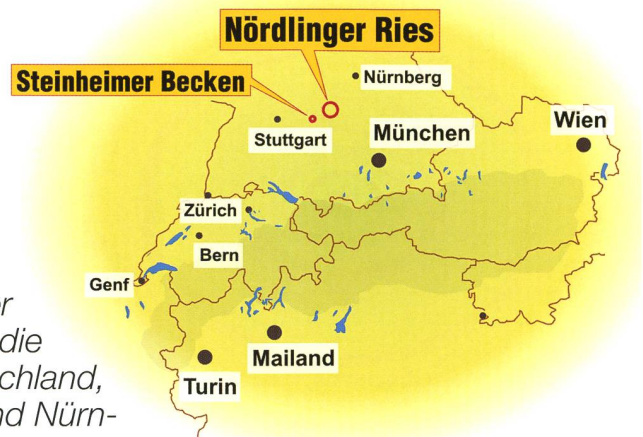 Nördlinger Ries
Steinheimer Becken
Nürnberg
Stuttgart
München
Wien
Zürich
Bern
Genf
Mailand
Turin
die
chland,
nd Nürn-